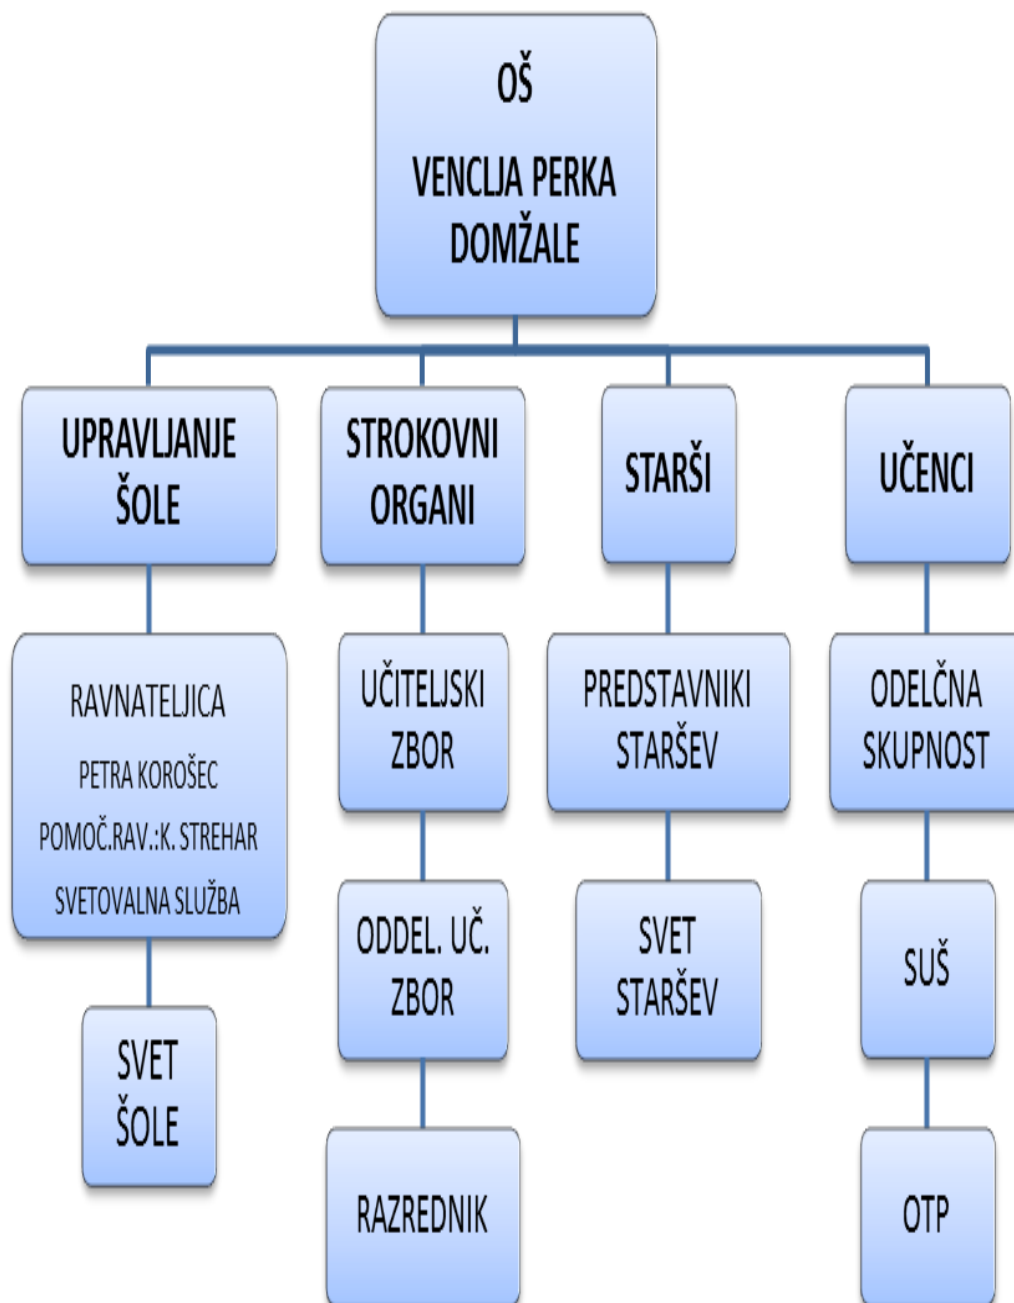 OŠ
VENCLJA PERKA
DOMŽALE
UPRAVLJANJE
ŠOLE
STROKOVNI
ORGANI
STARŠI
UČENCI
RAVNATELJICA
PETRA KOROŠEC
POMOČ.RAV.:K. STREHAR
SVETOVALNA SLUŽBA
UČITELJSKI
ZBOR
PREDSTAVNIKI
STARŠEV
ODELČNA
SKUPNOST
SVET
ŠOLE
ODDEL. UČ.
ZBOR
SVET
STARŠEV
SUŠ
RAZREDNIK
OTP